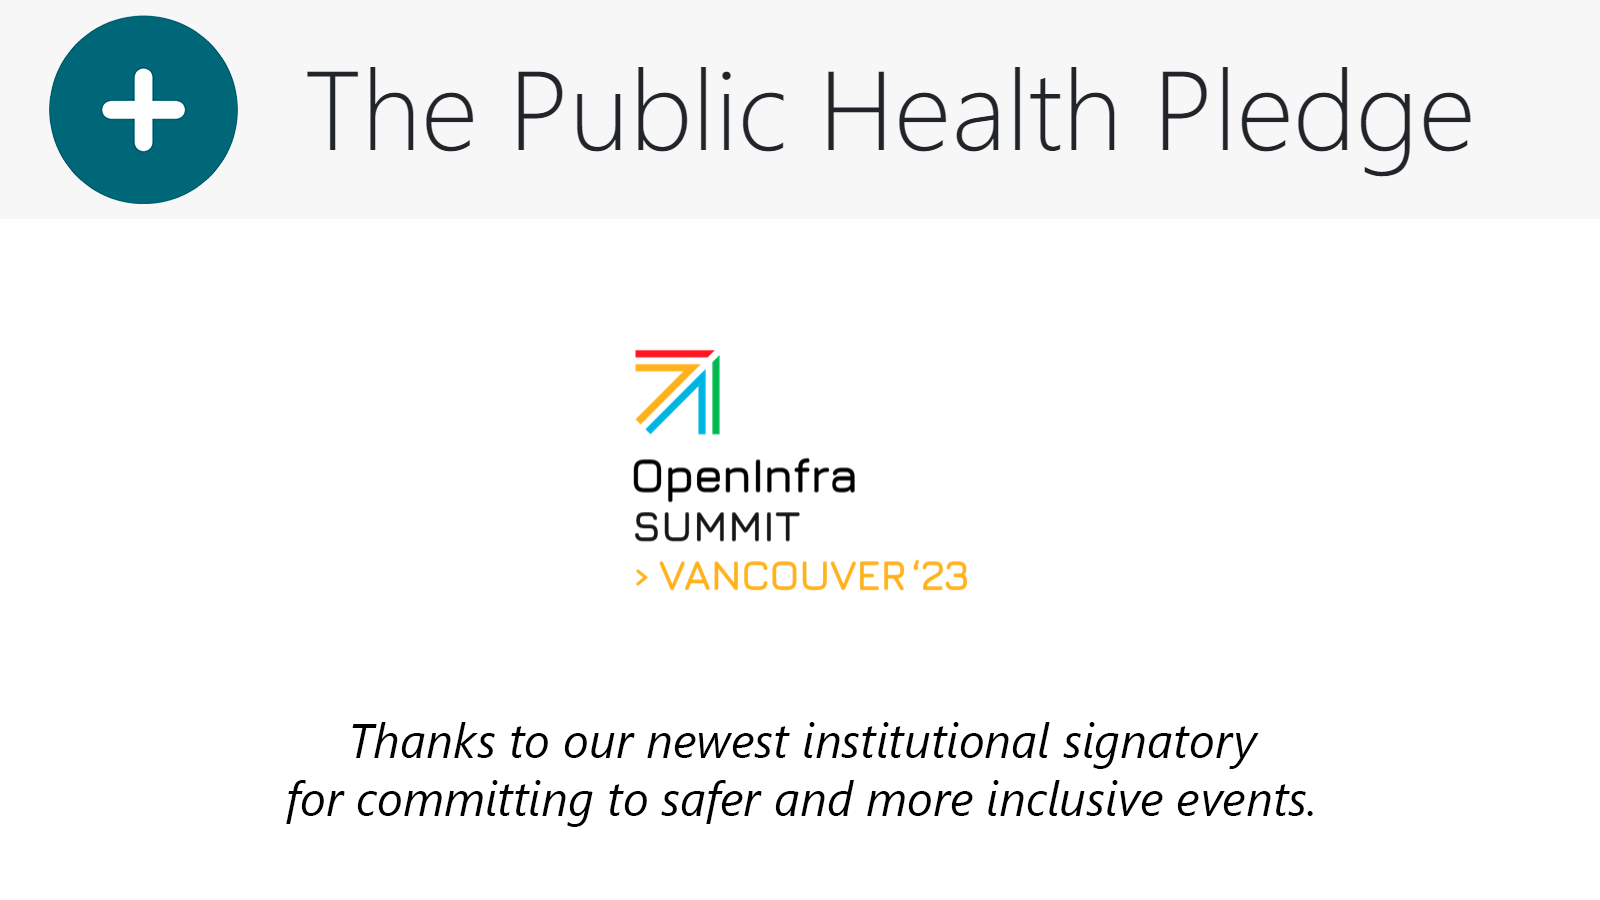 The Public Health Pledge
OpenInfra
SUMMIT
> VANCOUVER ‘23
Thanks to our newest institutional signatory
for committing to safer and more inclusive events.